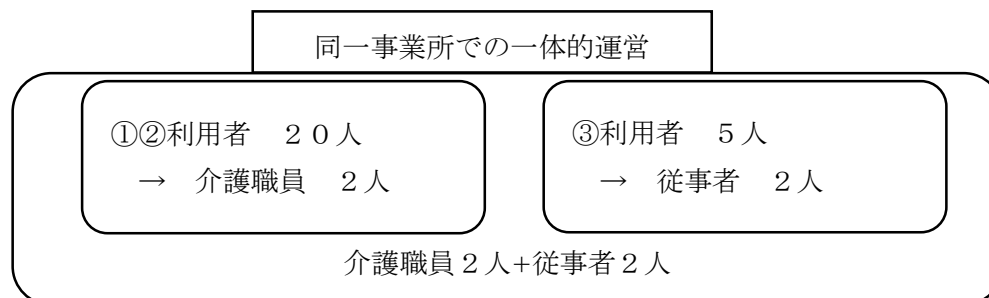 同一事業所での一体的運営
①②利用者　２０人
→　介護職員　２人
③利用者　５人
→　従事者　２人
介護職員２人+従事者２人